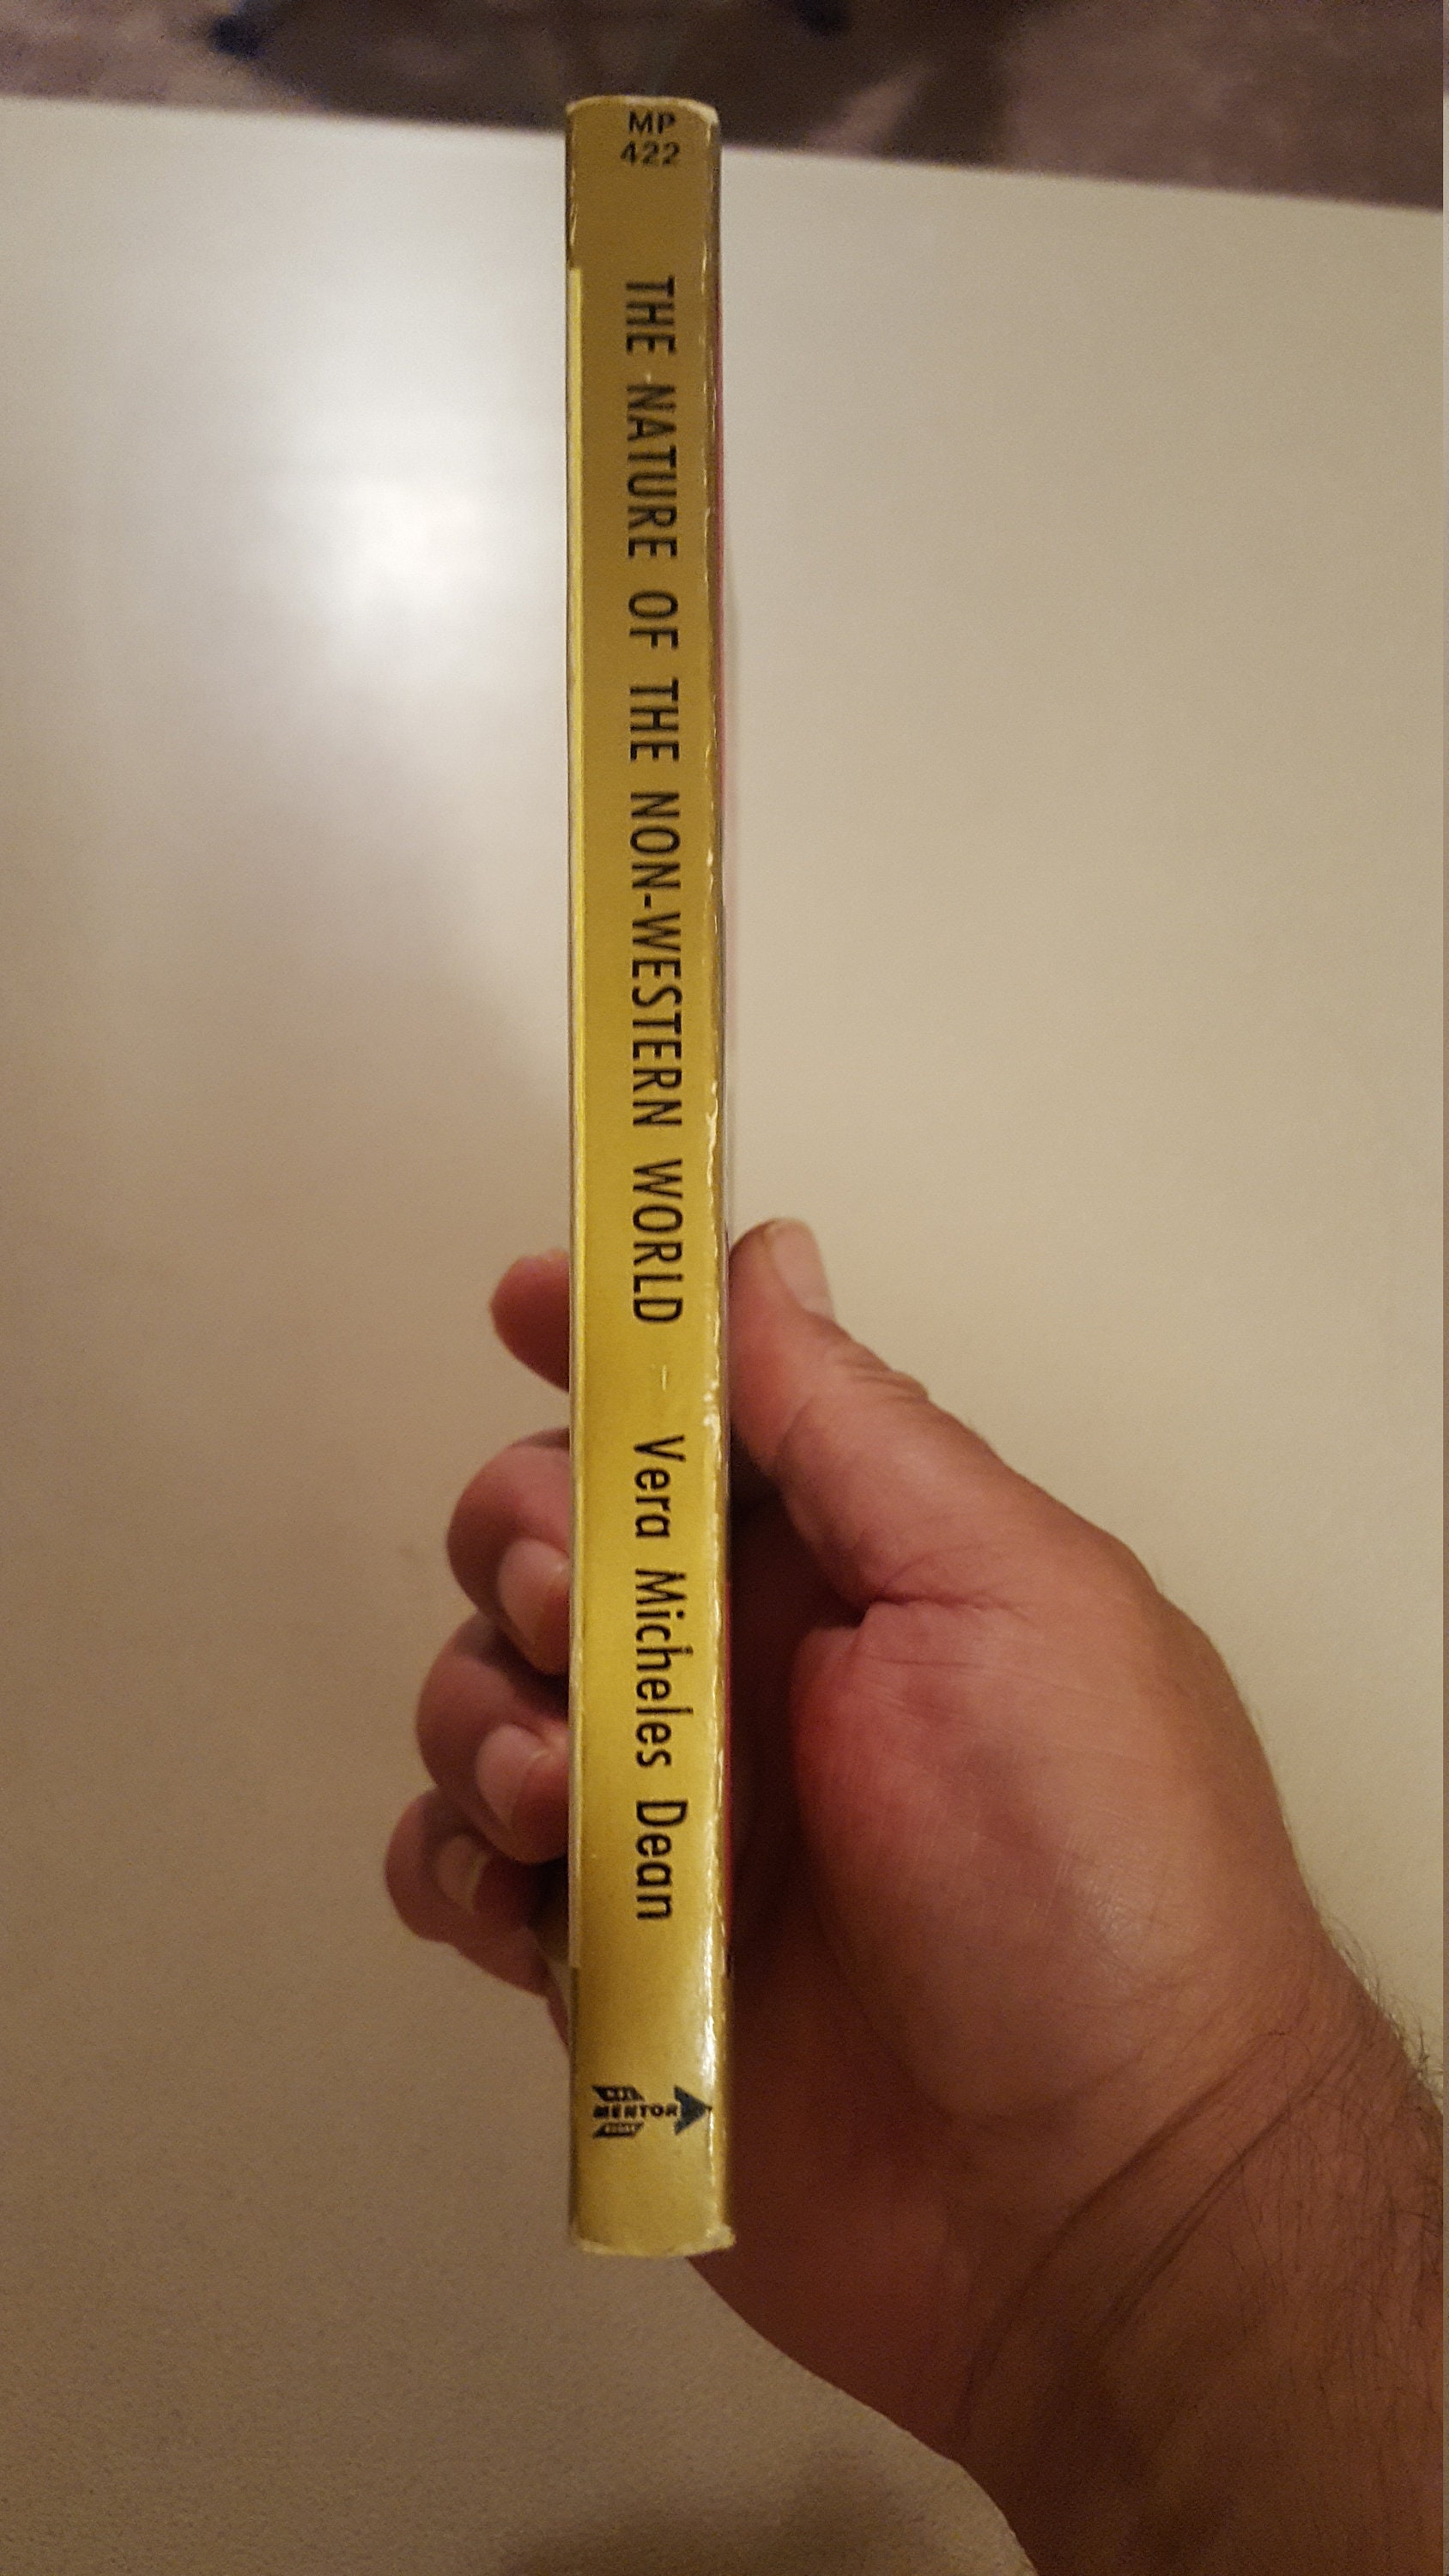 MP
422
THE NATURE OF THE NON-WESTERN WORLD Vera Micheles Dean
MENTOR